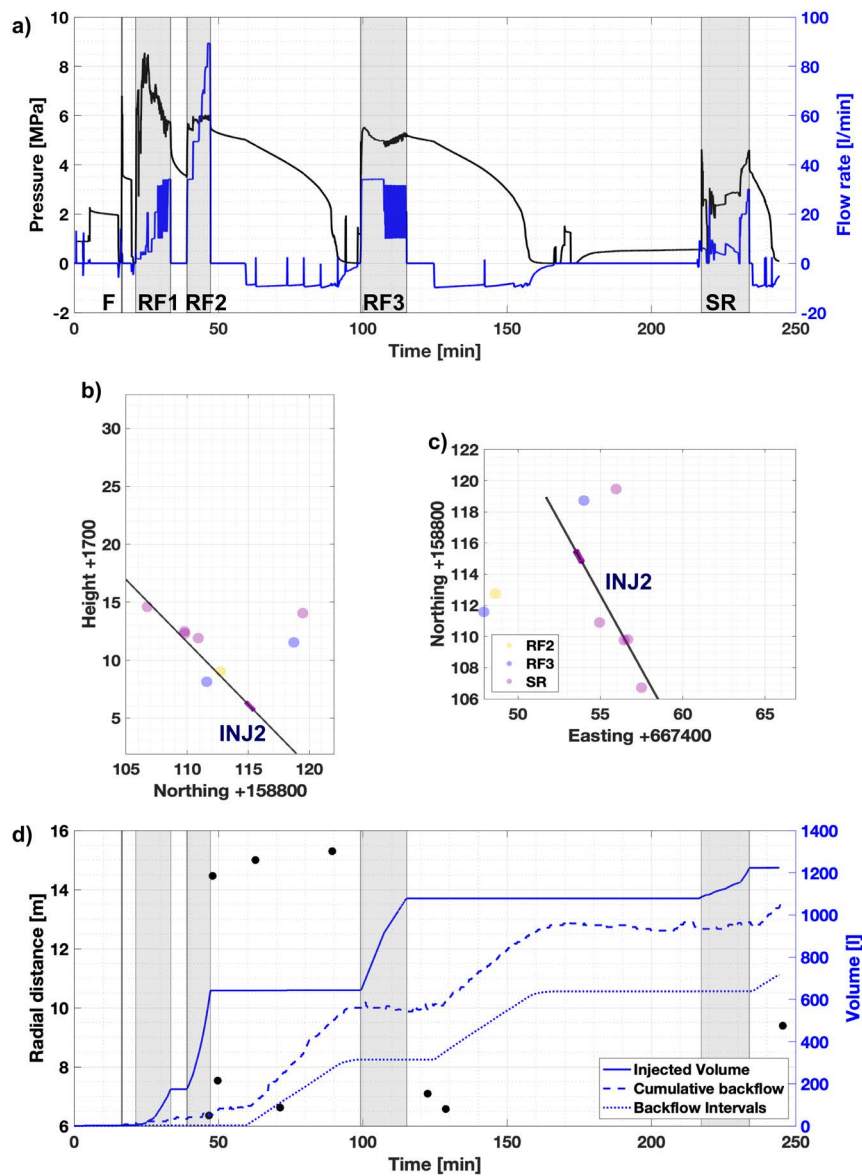 a)
10
8
6
4
2
0
-2
Pressure [MPa]
100
80
60
40
20
0
-20
Flow rate [l/min]
F RF1 RF2 RF3 SR
0 50 100 150 200 250
Time [min]
b)
30
25
20
15
10
5
Height +1700
INJ2
105 110 115 120
Northing +158800
c)
122
120
118
116
114
112
110
108
106
Northing +158800
INJ2
RF2
RF3
SR
50 55 60 65
Easting +667400
d)
16
14
12
10
8
6
Radial distance [m]
1400
1200
1000
800
600
400
200
0
Volume [l]
Injected Volume
Cumulative backflow
Backflow Intervals
0 50 100 150 200 250
Time [min]